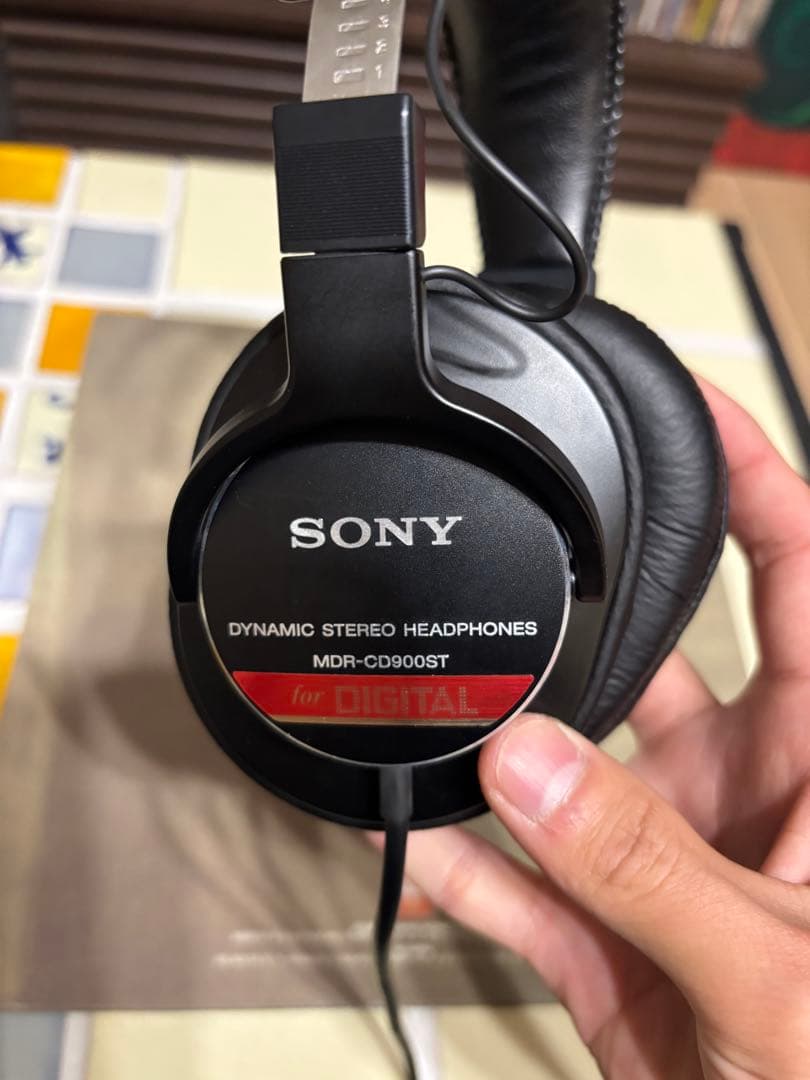 SONY
DYNAMIC STEREO HEADPHONES
MDR-CD900ST
for DIGITAL